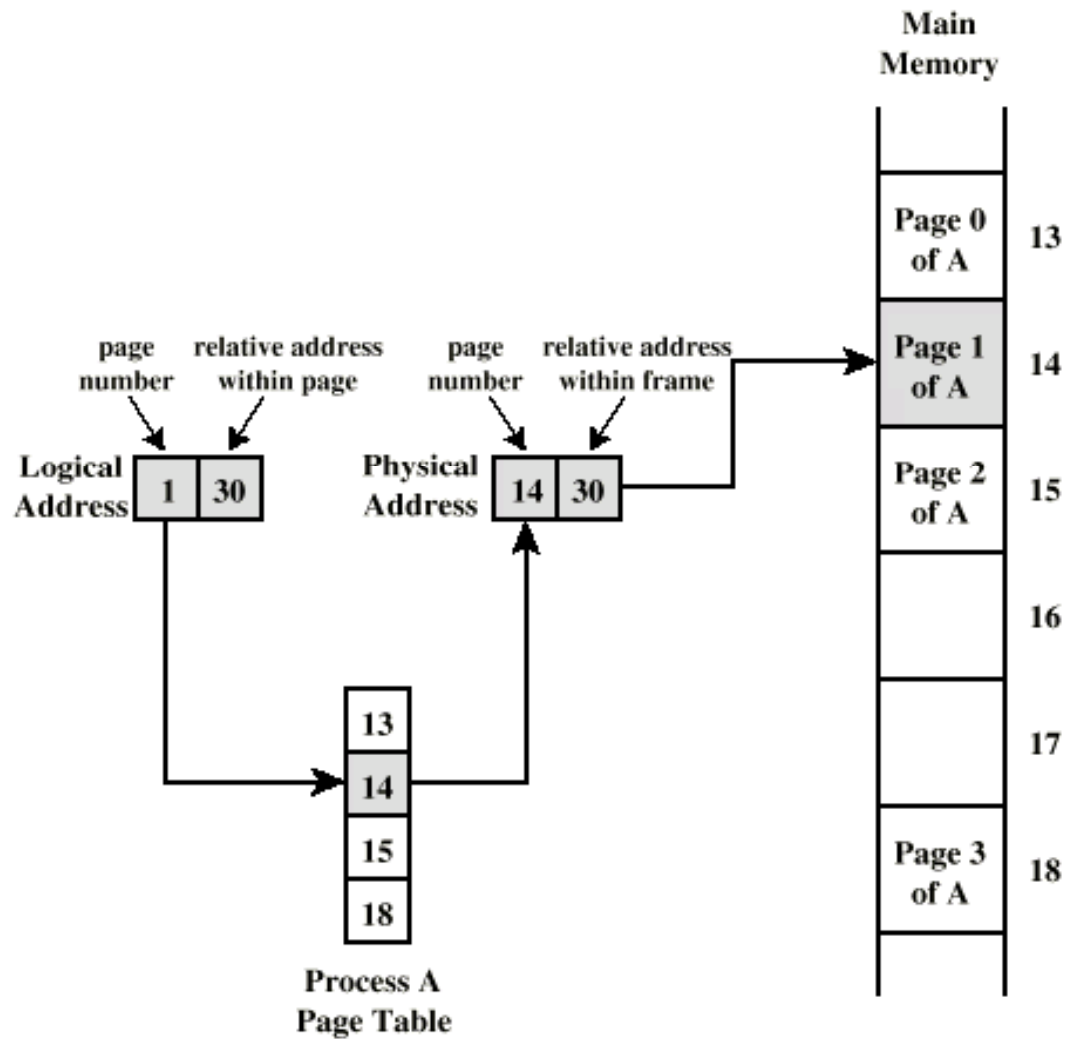 Main
Memory
Page 0
of A
13
page
number
relative address
within page
page
number
relative address
within frame
Page 1
of A
14
Logical
Address
1
30
Physical
Address
14
30
Page 2
of A
15
16
13
14
15
18
17
Page 3
of A
18
Process A
Page Table